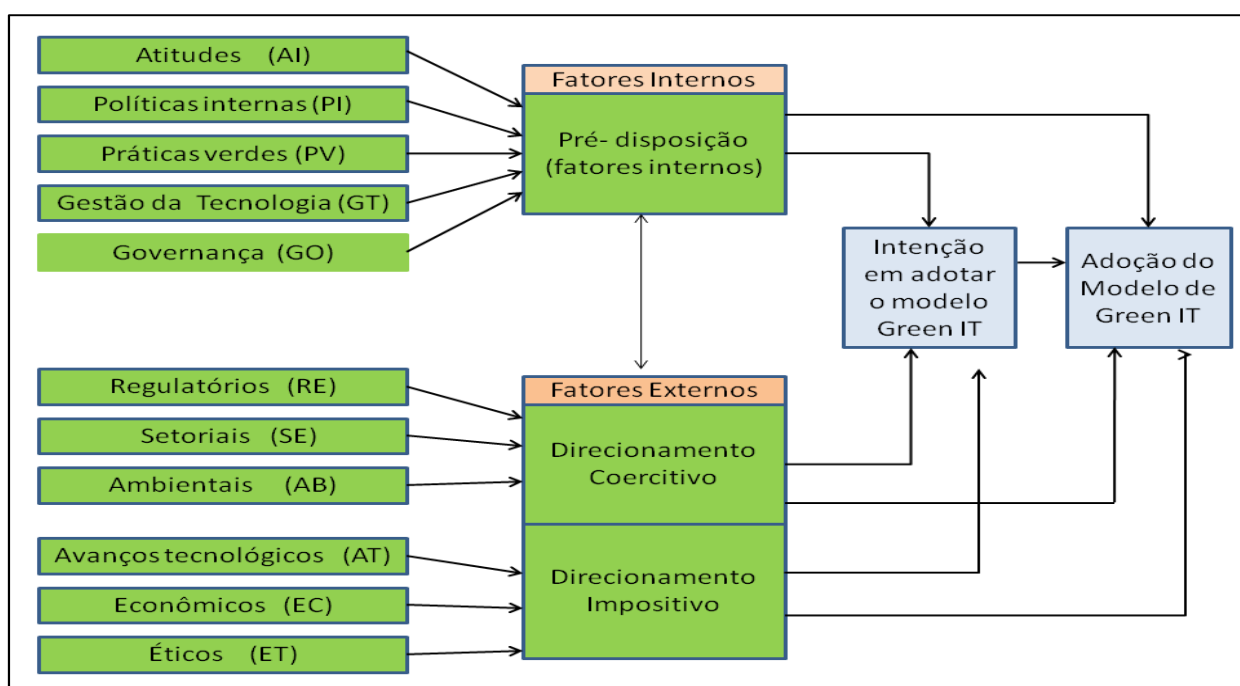 Atitudes (AI)
Políticas internas (PI)
Práticas verdes (PV)
Gestão da Tecnologia (GT)
Governança (GO)
Fatores Internos
Pré- disposição
(fatores internos)
Intenção
em adotar
o modelo
Green IT
Adoção do
Modelo de
Green IT
Regulatórios (RE)
Setoriais (SE)
Ambientais (AB)
Avanços tecnológicos (AT)
Econômicos (EC)
Éticos (ET)
Fatores Externos
Direcionamento
Coercitivo
Direcionamento
Impositivo